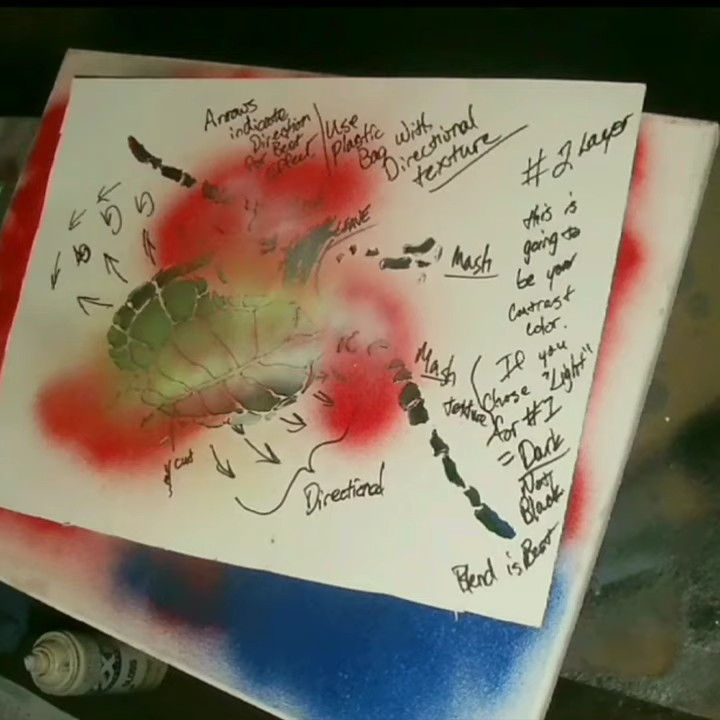 Arrows
indicate
Direction
for Best
effect.
Use
Plastic
Bag with
Directional
texture
# 2 Layer
this is
going to
be your
contrast
color.
If you
chose "Light"
for #1
= Dark
Not
Black
Blend is Best
LEAVE
Mash
Mash
texture
cut
Directional